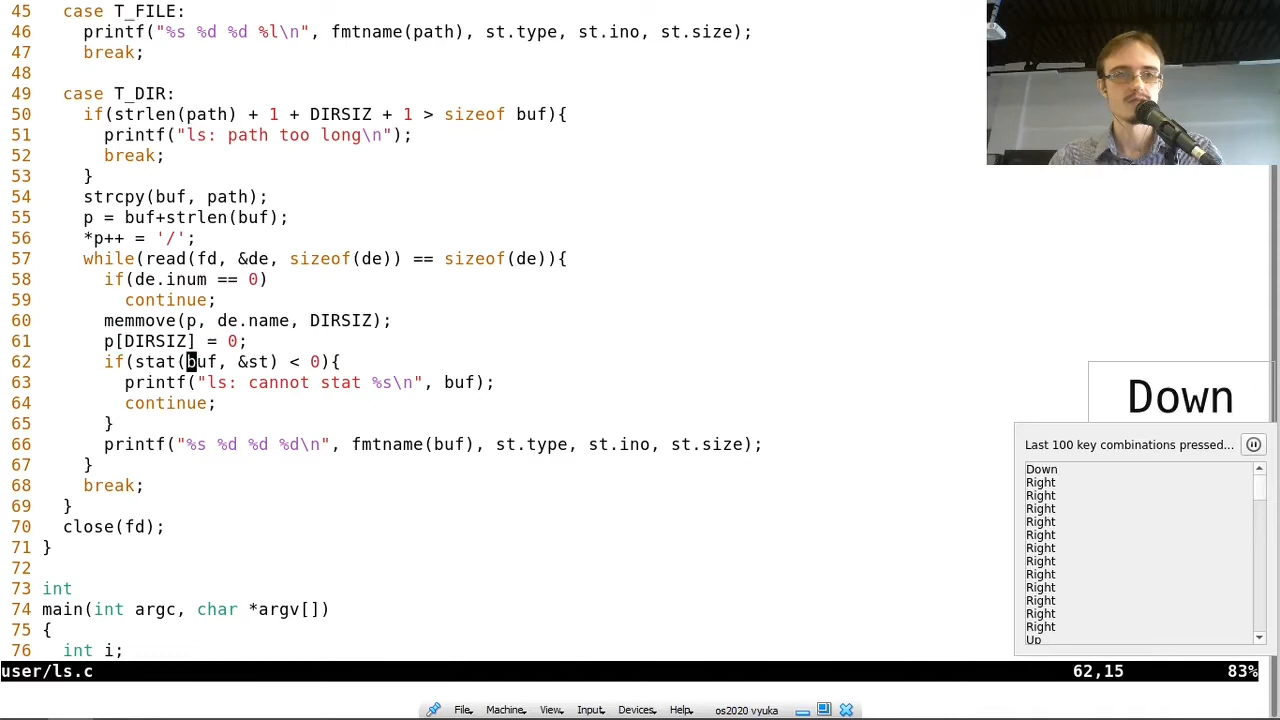 45   case T_FILE:
46     printf("%s %d %d %l\n", fmtname(path), st.type, st.ino, st.size);
47     break;
48
49   case T_DIR:
50     if(strlen(path) + 1 + DIRSIZ + 1 > sizeof buf){
51       printf("ls: path too long\n");
52       break;
53     }
54     strcpy(buf, path);
55     p = buf+strlen(buf);
56     *p++ = '/';
57     while(read(fd, &de, sizeof(de)) == sizeof(de)){
58       if(de.inum == 0)
59         continue;
60       memmove(p, de.name, DIRSIZ);
61       p[DIRSIZ] = 0;
62       if(stat(buf, &st) < 0){
63         printf("ls: cannot stat %s\n", buf);
64         continue;
65       }
66       printf("%s %d %d %d\n", fmtname(buf), st.type, st.ino, st.size);
67     }
68     break;
69   }
70   close(fd);
71 }
72
73 int
74 main(int argc, char *argv[])
75 {
76   int i;
user/ls.c 62,15 83%
Down
Last 100 key combinations pressed...
Down
Right
Right
Right
Right
Right
Right
Right
Right
Right
Right
Right
Right
Up
File Machine View Input Devices Help os2020 vyuka